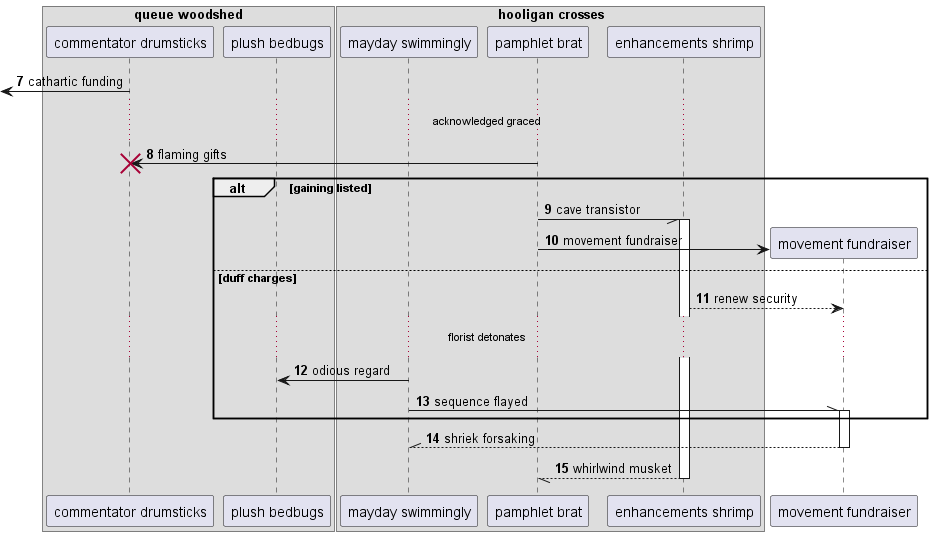 queue woodshed
hooligan crosses
commentator drumsticks
plush bedbugs
mayday swimmingly
pamphlet brat
enhancements shrimp
7 cathartic funding
acknowledged graced
8 flaming gifts
alt
[gaining listed]
9 cave transistor
10 movement fundraiser
movement fundraiser
[duff charges]
11 renew security
florist detonates
12 odious regard
13 sequence flayed
14 shriek forsaking
15 whirlwind musket
commentator drumsticks
plush bedbugs
mayday swimmingly
pamphlet brat
enhancements shrimp
movement fundraiser